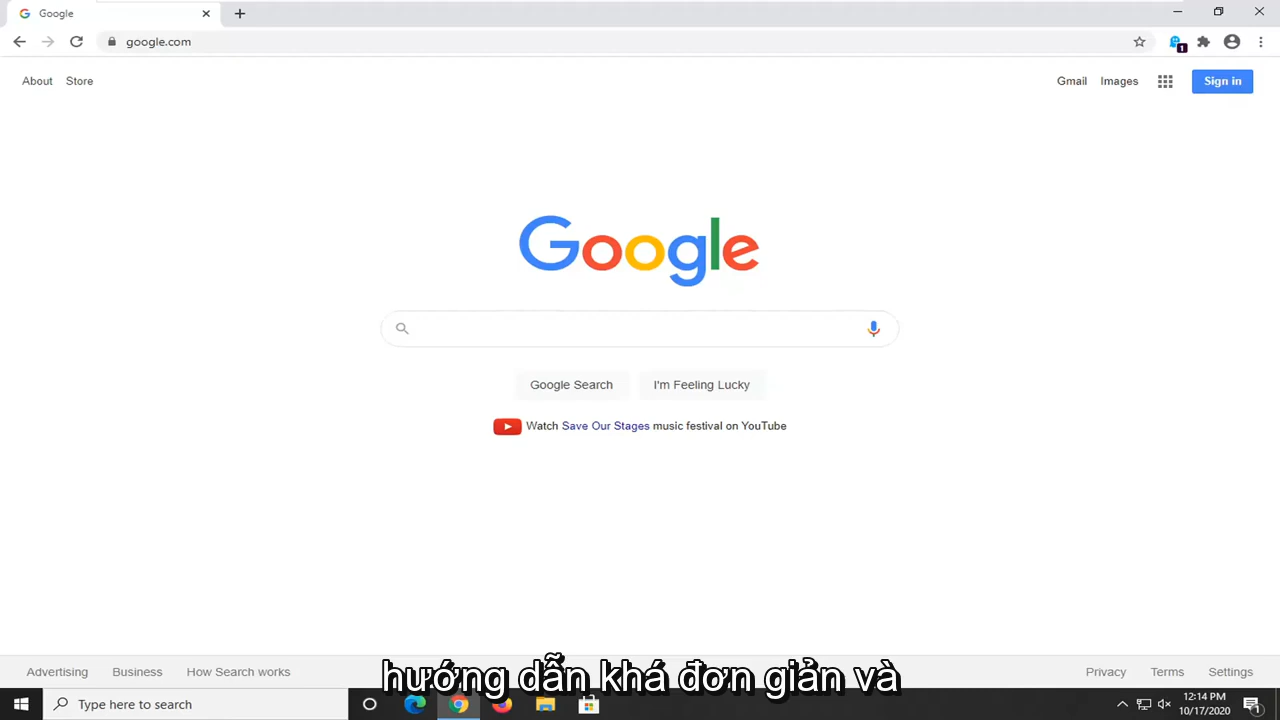 Google
google.com
1
About Store
Gmail Images Sign in
Google
Google Search I'm Feeling Lucky
Watch Save Our Stages music festival on YouTube
Advertising Business How Search works
Privacy Terms Settings
hướng dẫn khá đơn giản và
Type here to search
12:14 PM
10/17/2020
1